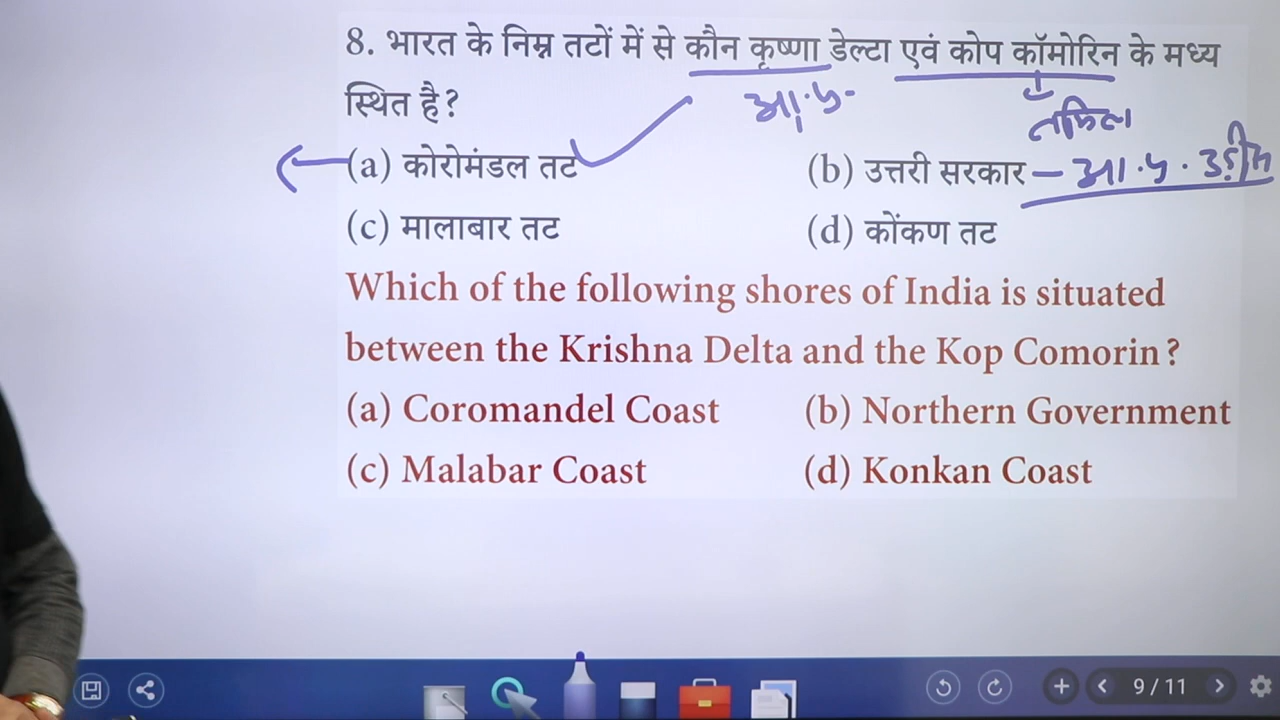 8. भारत के निम्न तटों में से कौन कृष्णा डेल्टा एवं कोप कॉमोरिन के मध्य
स्थित है?
आ.प्र.
तमिल
(a) कोरोमंडल तट (b) उत्तरी सरकार – आ.प्र.
(c) मालाबार तट (d) कोंकण तट
Which of the following shores of India is situated
between the Krishna Delta and the Kop Comorin?
(a) Coromandel Coast (b) Northern Government
(c) Malabar Coast (d) Konkan Coast
9 / 11